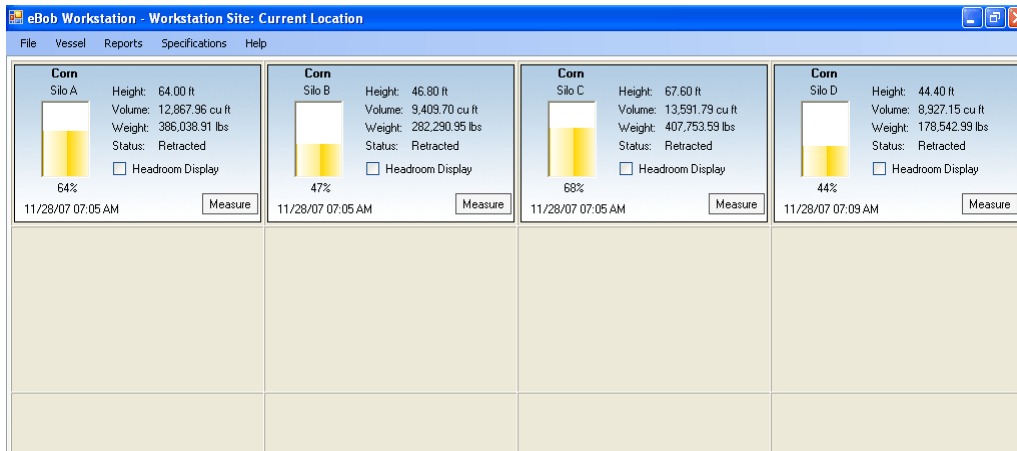 eBob Workstation - Workstation Site: Current Location
File Vessel Reports Specifications Help
Corn
Silo A
Height: 64.00 ft
Volume: 12,867.96 cu ft
Weight: 386,038.91 lbs
Status: Retracted
Headroom Display
64%
11/28/07 07:05 AM
Measure
Corn
Silo B
Height: 46.80 ft
Volume: 9,409.70 cu ft
Weight: 282,290.95 lbs
Status: Retracted
Headroom Display
47%
11/28/07 07:05 AM
Measure
Corn
Silo C
Height: 67.60 ft
Volume: 13,591.79 cu ft
Weight: 407,753.59 lbs
Status: Retracted
Headroom Display
68%
11/28/07 07:05 AM
Measure
Corn
Silo D
Height: 44.40 ft
Volume: 8,927.15 cu ft
Weight: 178,542.99 lbs
Status: Retracted
Headroom Display
44%
11/28/07 07:09 AM
Measure